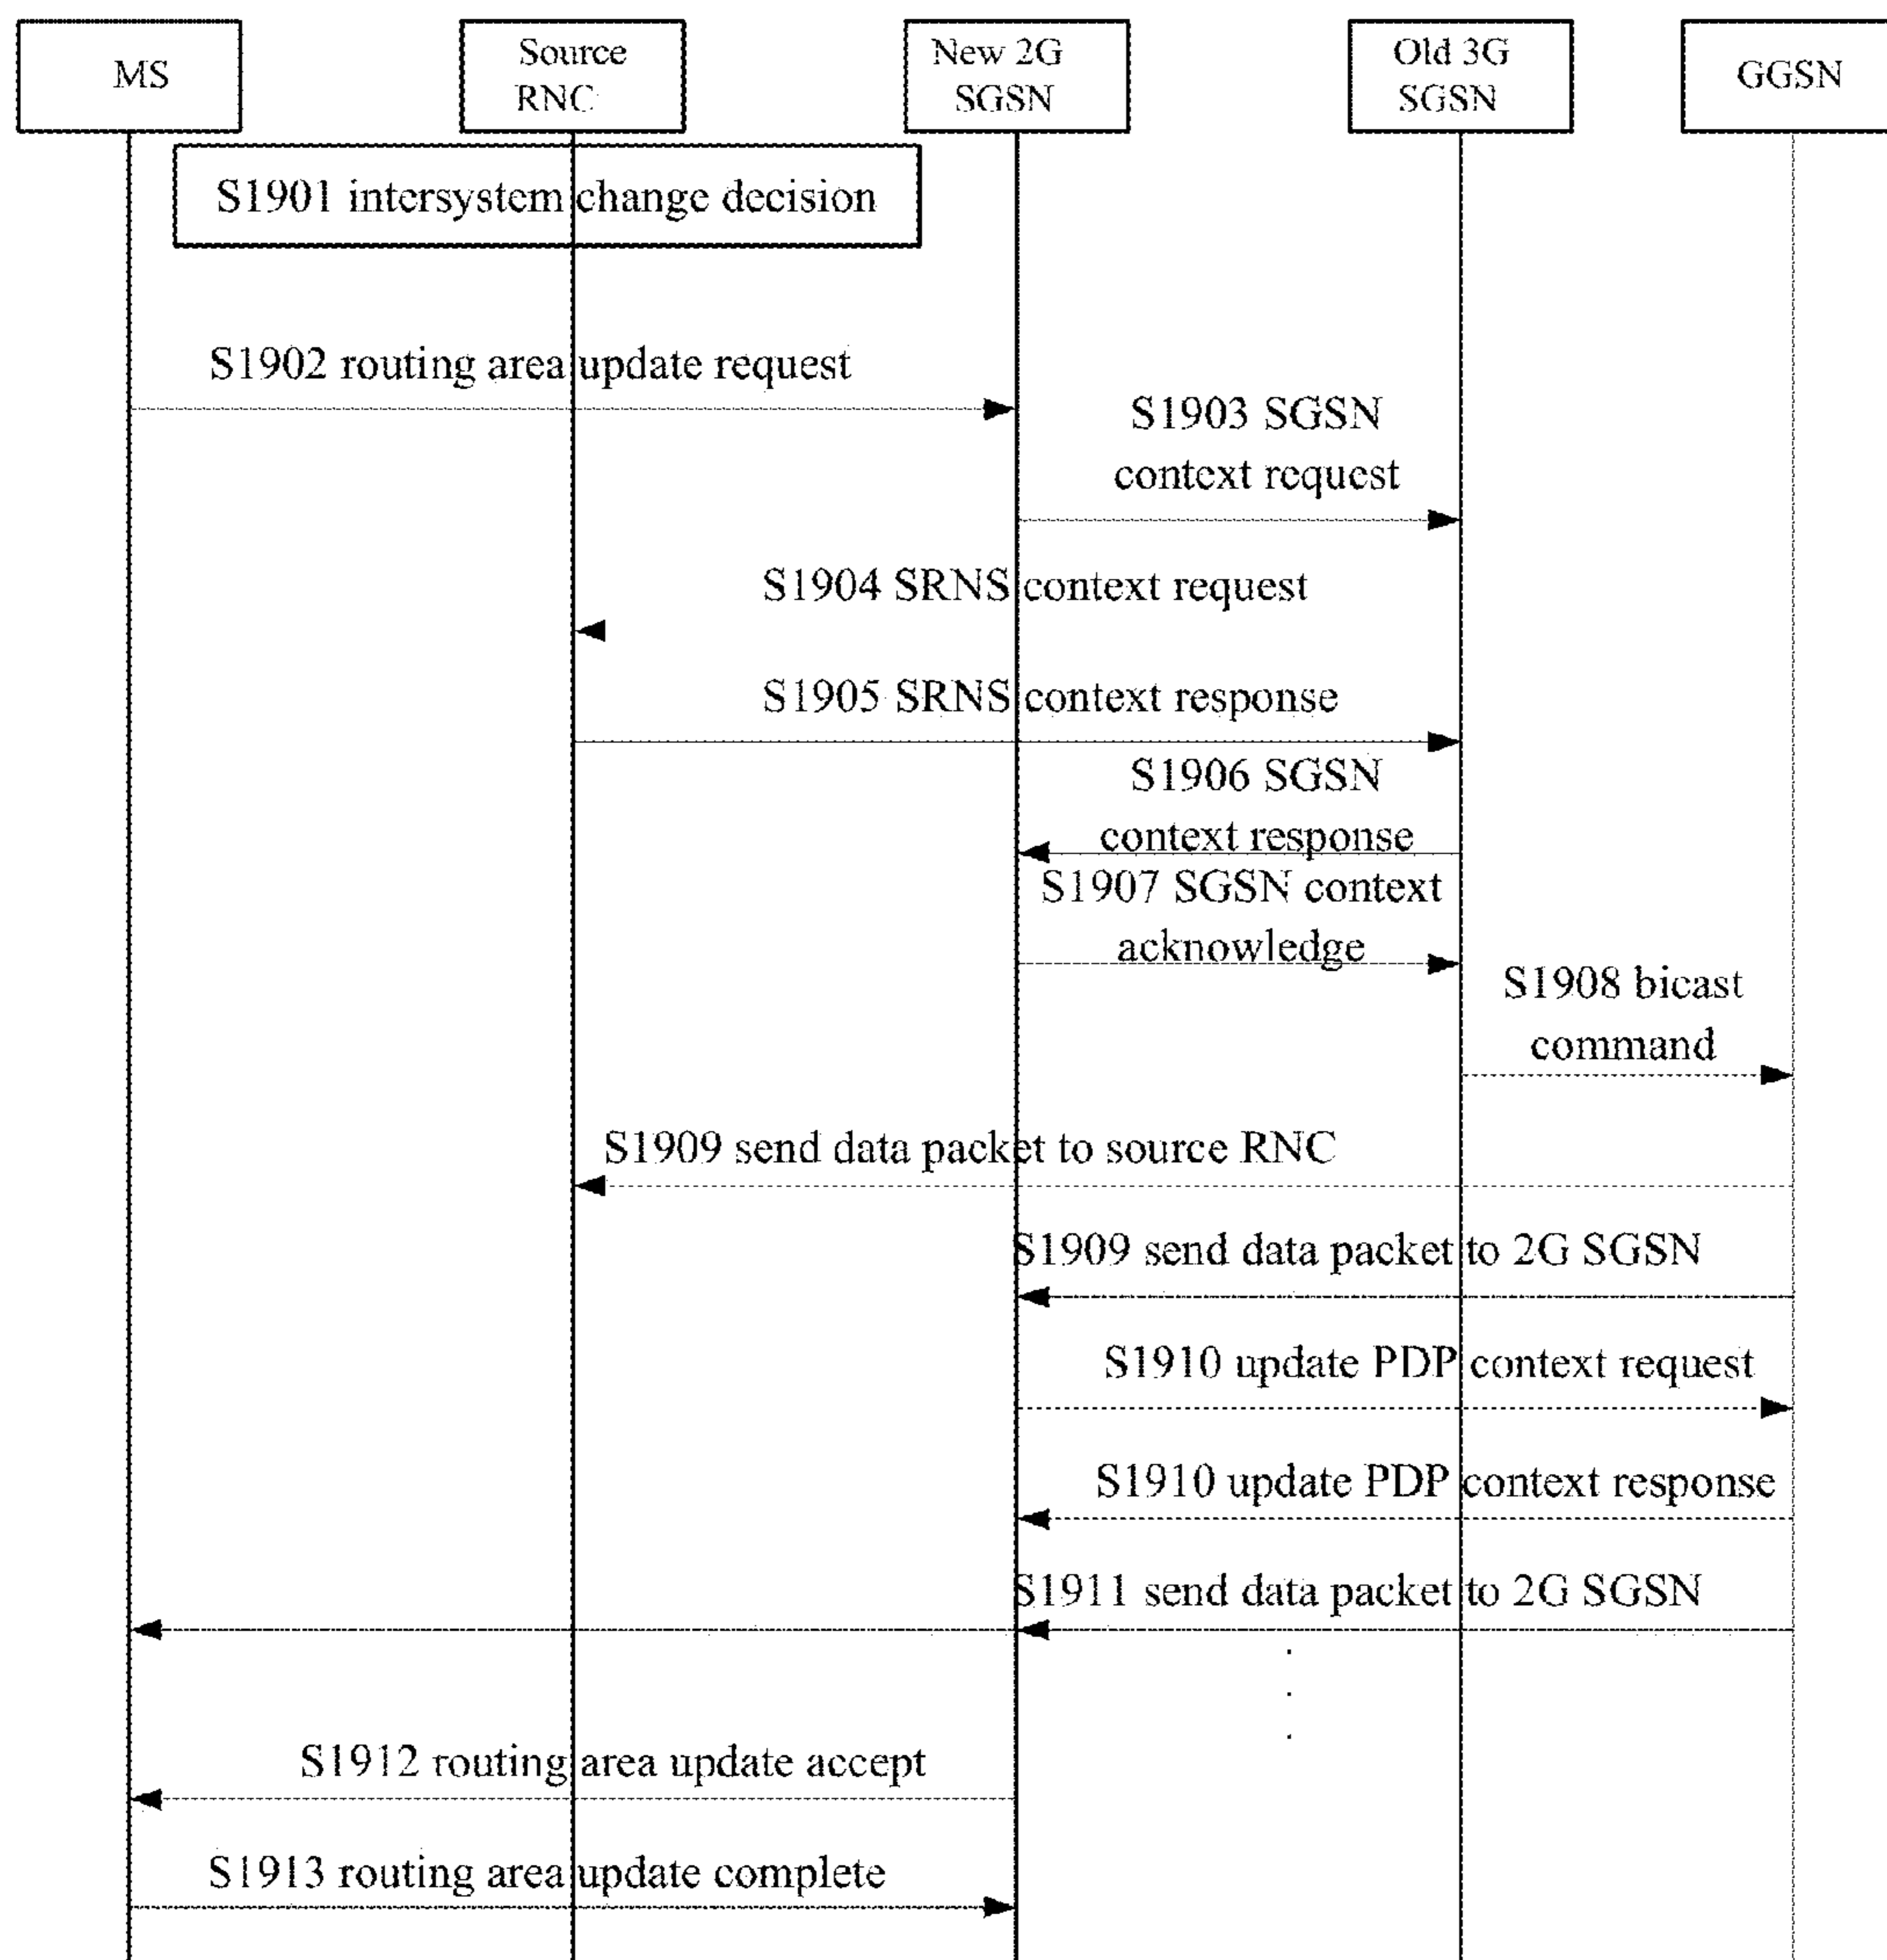 MS
Source
RNC
New 2G
SGSN
Old 3G
SGSN
GGSN
S1901 intersystem change decision
S1902 routing area update request
S1903 SGSN
context request
S1904 SRNS context request
S1905 SRNS context response
S1906 SGSN
context response
S1907 SGSN context
acknowledge
S1908 bicast
command
S1909 send data packet to source RNC
S1909 send data packet to 2G SGSN
S1910 update PDP context request
S1910 update PDP context response
S1911 send data packet to 2G SGSN
S1912 routing area update accept
S1913 routing area update complete